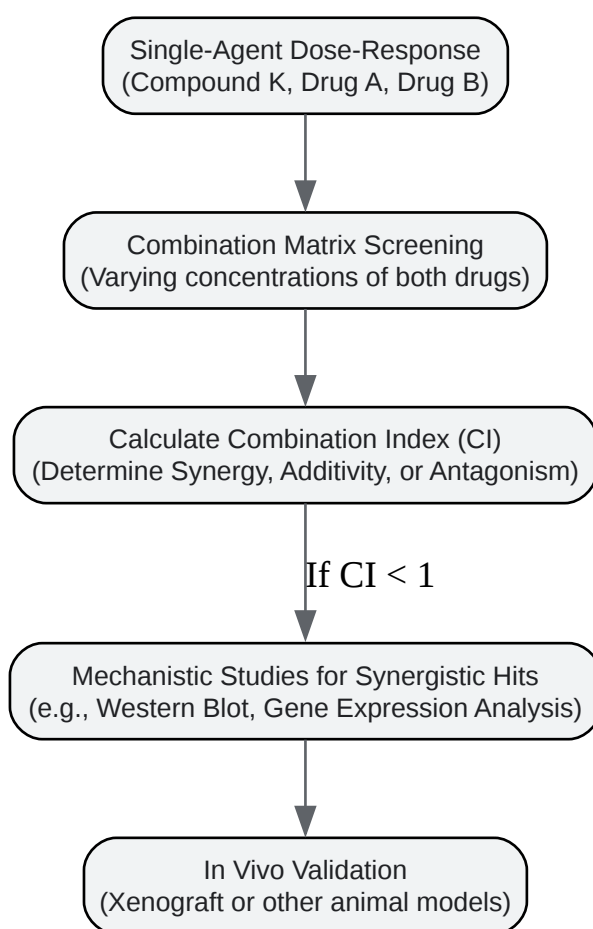 Single-Agent Dose-Response
(Compound K, Drug A, Drug B)
Combination Matrix Screening
(Varying concentrations of both drugs)
Calculate Combination Index (CI)
(Determine Synergy, Additivity, or Antagonism)
If CI < 1
Mechanistic Studies for Synergistic Hits
(e.g., Western Blot, Gene Expression Analysis)
In Vivo Validation
(Xenograft or other animal models)